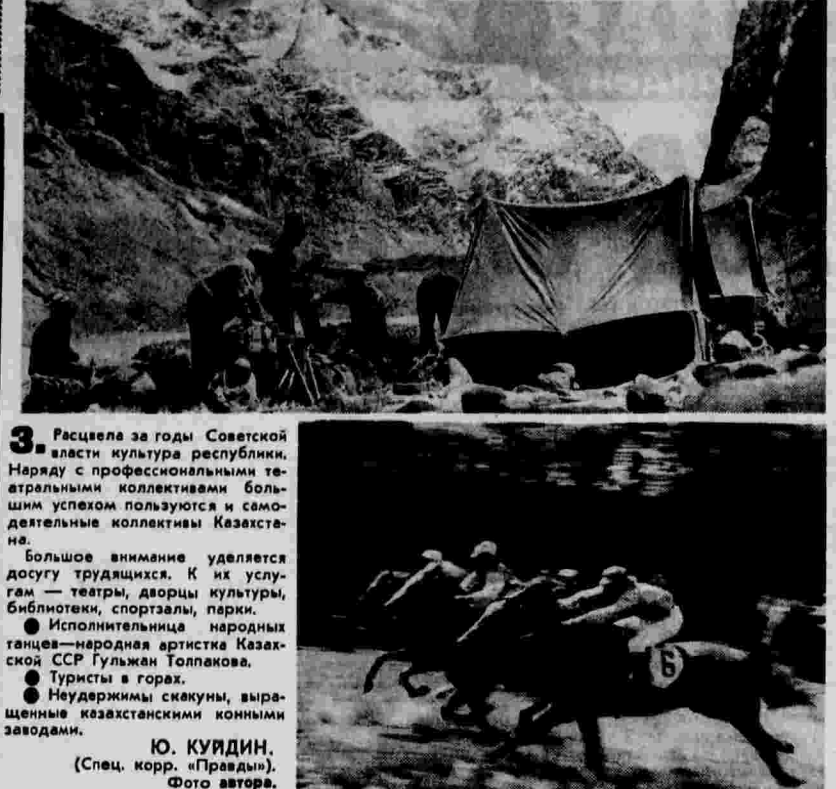 3. Расцвела за годы Советской
власти культура республики.
Наряду с профессиональными те-
атральными коллективами боль-
шим успехом пользуются и само-
деятельные коллективы Казахста-
на.
Большое внимание уделяется
досугу трудящихся. К их услу-
гам — театры, дворцы культуры,
библиотеки, спортзалы, парки.
● Исполнительница народных
танцев—народная артистка Казах-
ской ССР Гульжан Толпакова.
● Туристы в горах.
● Неудержимы скакуны, выра-
щенные казахстанскими конными
заводами.
Ю. КУЙДИН.
(Спец. корр. «Правды»).
Фото автора.
6